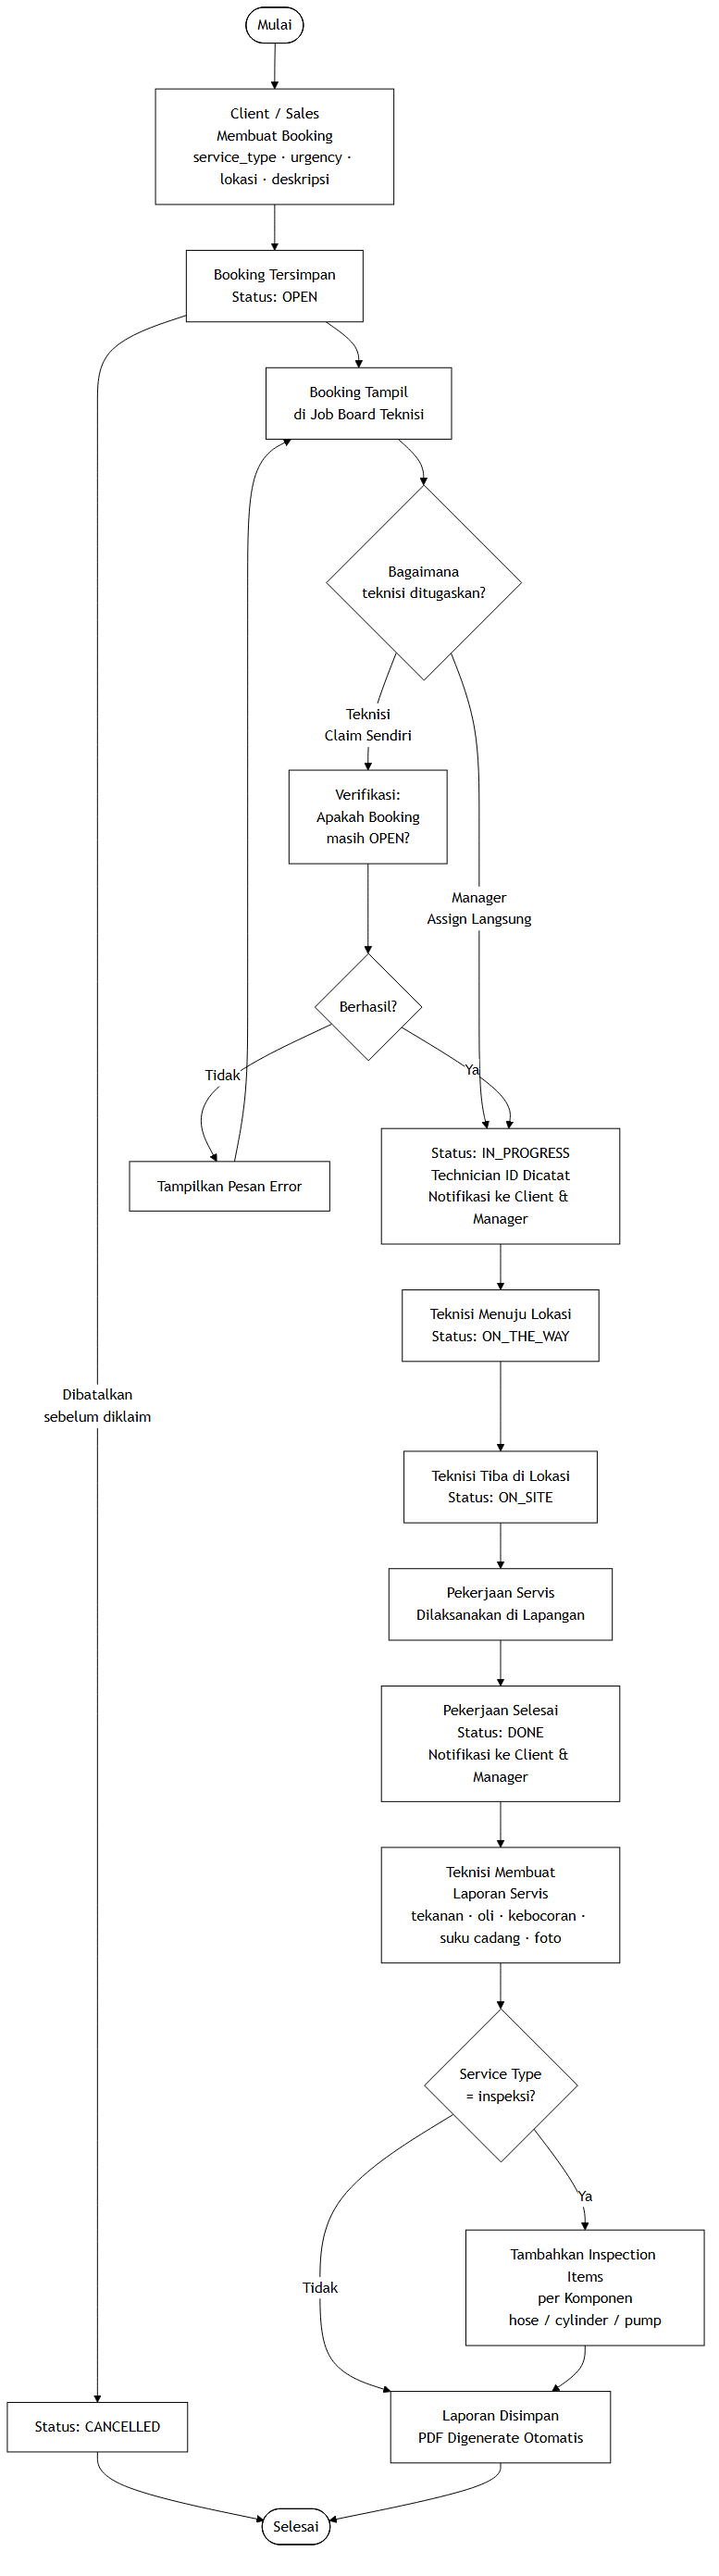 Mulai
Client / Sales
Membuat Booking
service_type · urgency ·
lokasi · deskripsi
Booking Tersimpan
Status: OPEN
Booking Tampil
di Job Board Teknisi
Bagaimana
teknisi ditugaskan?
Teknisi
Claim Sendiri
Verifikasi:
Apakah Booking
masih OPEN?
Manager
Assign Langsung
Berhasil?
Tidak
Ya
Tampilkan Pesan Error
Status: IN_PROGRESS
Technician ID Dicatat
Notifikasi ke Client &
Manager
Teknisi Menuju Lokasi
Status: ON_THE_WAY
Dibatalkan
sebelum diklaim
Teknisi Tiba di Lokasi
Status: ON_SITE
Pekerjaan Servis
Dilaksanakan di Lapangan
Pekerjaan Selesai
Status: DONE
Notifikasi ke Client &
Manager
Teknisi Membuat
Laporan Servis
tekanan · oli · kebocoran ·
suku cadang · foto
Service Type
= inspeksi?
Ya
Tidak
Tambahkan Inspection
Items
per Komponen
hose / cylinder / pump
Status: CANCELLED
Laporan Disimpan
PDF Digenerate Otomatis
Selesai